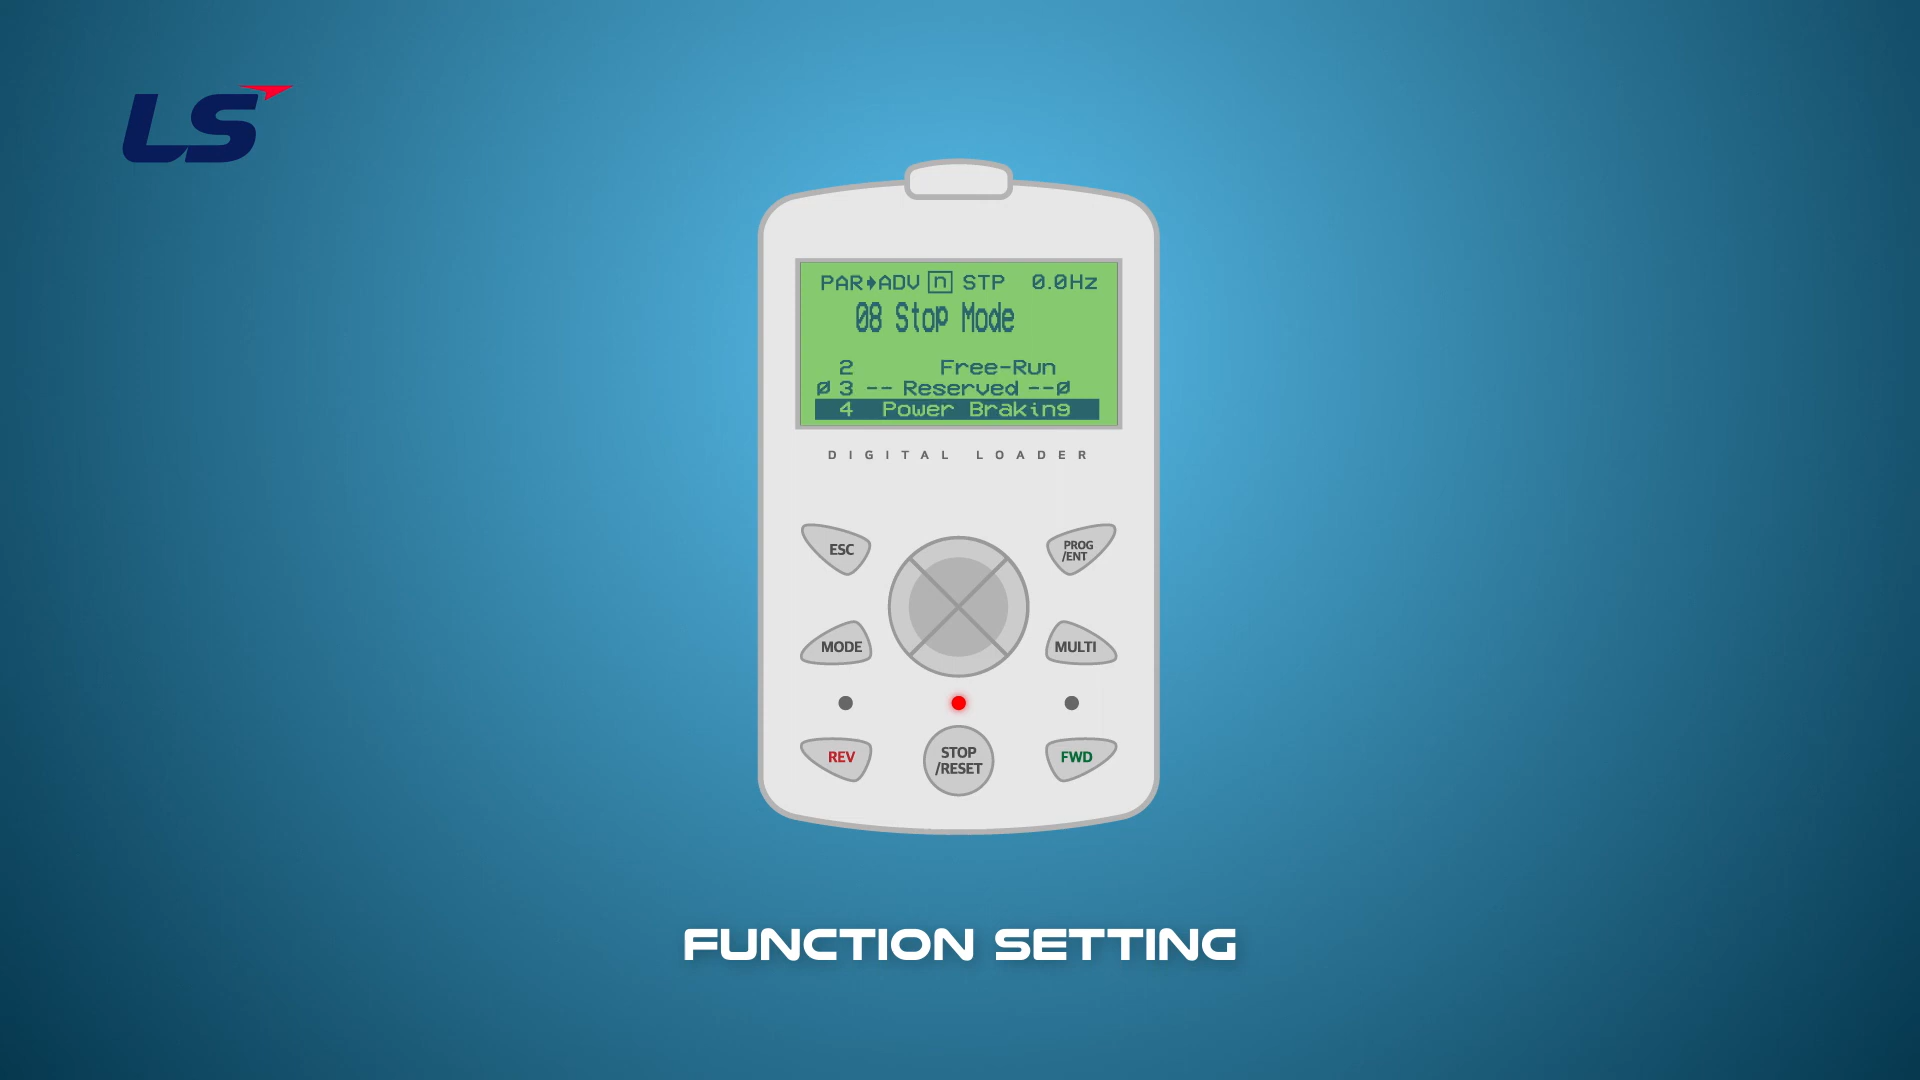 LS
PAR➧ADV n STP 0.0Hz
08 Stop Mode
2 Free-Run
Ø 3 -- Reserved --Ø
4 Power Braking
DIGITAL LOADER
ESC
PROG
/ENT
MODE
MULTI
REV
STOP
/RESET
FWD
FUNCTION SETTING